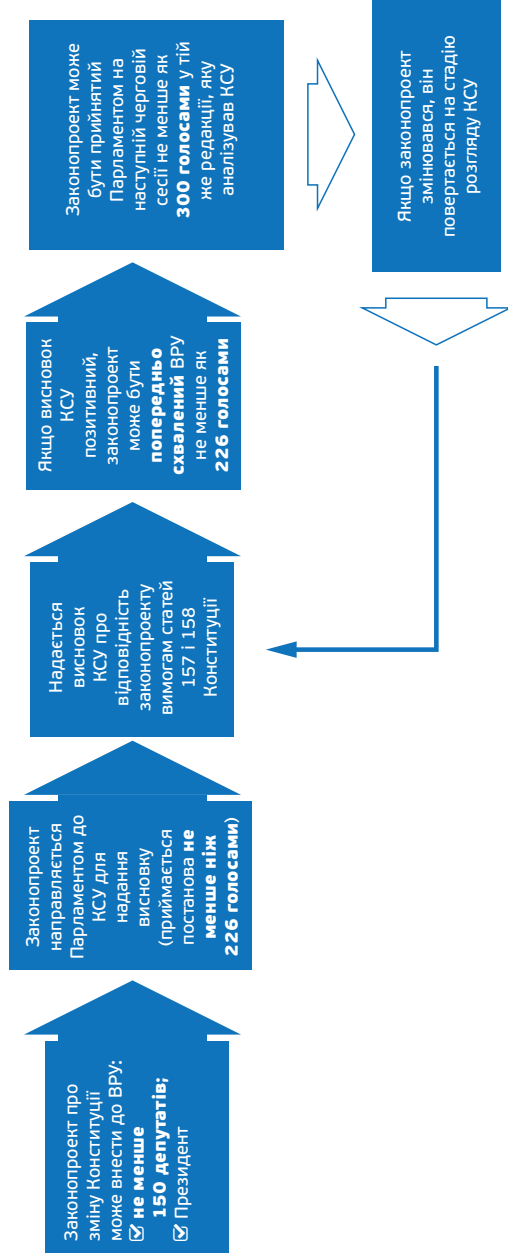 Законопроект про
зміну Конституції
може внести до ВРУ:
☑ не менше
150 депутатів;
☑ Президент
Законопроект
направляється
Парламентом до
КСУ для
надання
висновку
(приймається
постанова не
менше ніж
226 голосами)
Надається
висновок
КСУ про
відповідність
законопроекту
вимогам статей
157 і 158
Конституції
Якщо висновок
КСУ
позитивний,
законопроект
може бути
попередньо
схвалений ВРУ
не менше як
226 голосами
Законопроект може
бути прийнятий
Парламентом на
наступній черговій
сесії не менше як
300 голосами у тій
же редакції, яку
аналізував КСУ
Якщо законопроект
змінювався, він
повертається на стадію
розгляду КСУ